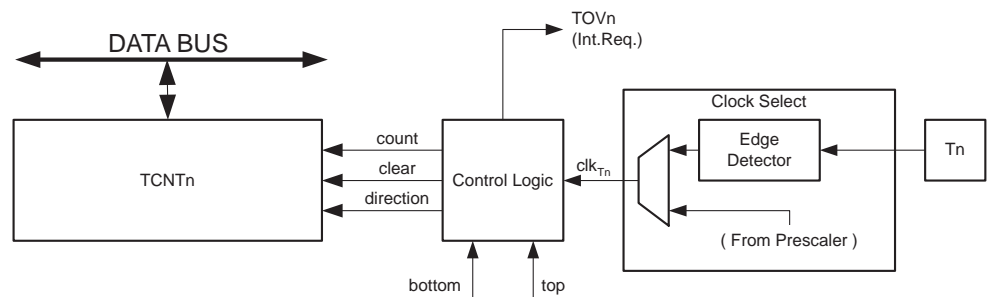 TOVn
(Int.Req.)
DATA BUS
Clock Select
count
Edge
Detector
Tn
TCNTn
clear
Control Logic
clkTn
direction
( From Prescaler )
bottom
top